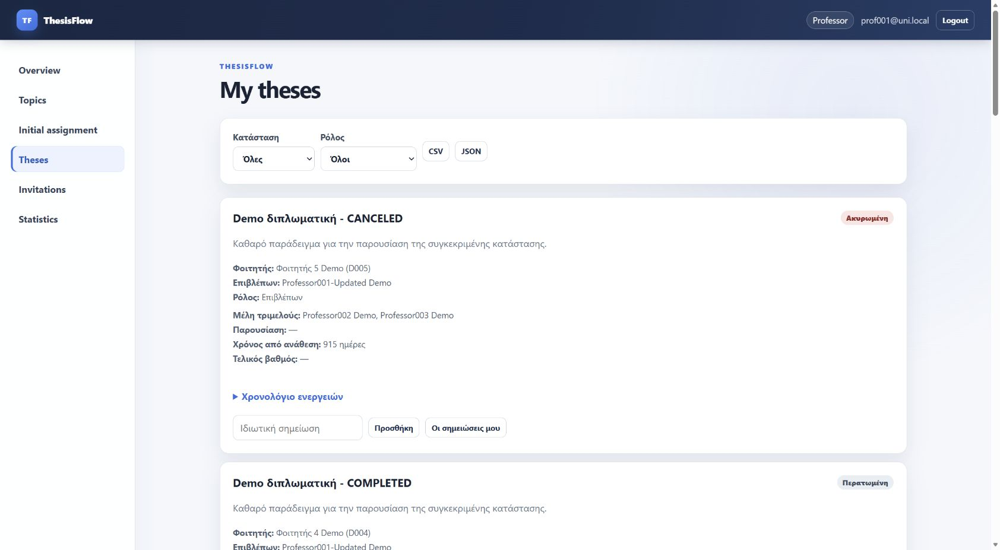 TF ThesisFlow
Professor prof001@uni.local Logout
Overview
Topics
Initial assignment
Theses
Invitations
Statistics
THESISFLOW
My theses
Κατάσταση Ρόλος
Όλες Όλοι CSV JSON
Demo διπλωματική - CANCELED Ακυρωμένη
Καθαρό παράδειγμα για την παρουσίαση της συγκεκριμένης κατάστασης.
Φοιτητής: Φοιτητής 5 Demo (D005)
Επιβλέπων: Professor001-Updated Demo
Ρόλος: Επιβλέπων
Μέλη τριμελούς: Professor002 Demo, Professor003 Demo
Παρουσίαση: —
Χρόνος από ανάθεση: 915 ημέρες
Τελικός βαθμός: —
Χρονολόγιο ενεργειών
Ιδιωτική σημείωση Προσθήκη Οι σημειώσεις μου
Demo διπλωματική - COMPLETED Περατωμένη
Καθαρό παράδειγμα για την παρουσίαση της συγκεκριμένης κατάστασης.
Φοιτητής: Φοιτητής 4 Demo (D004)
Επιβλέπων: Professor001-Updated Demo